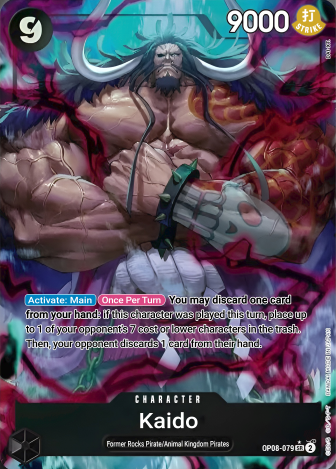 9
9000
打
STRIKE
Activate: Main Once Per Turn You may discard one card
from your hand: If this character was played this turn, place up
to 1 of your opponent's 7 cost or lower characters in the trash.
Then, your opponent discards 1 card from their hand.
CHARACTER
Kaido
Former Rocks Pirate/Animal Kingdom Pirates
OP08-079 SR 2